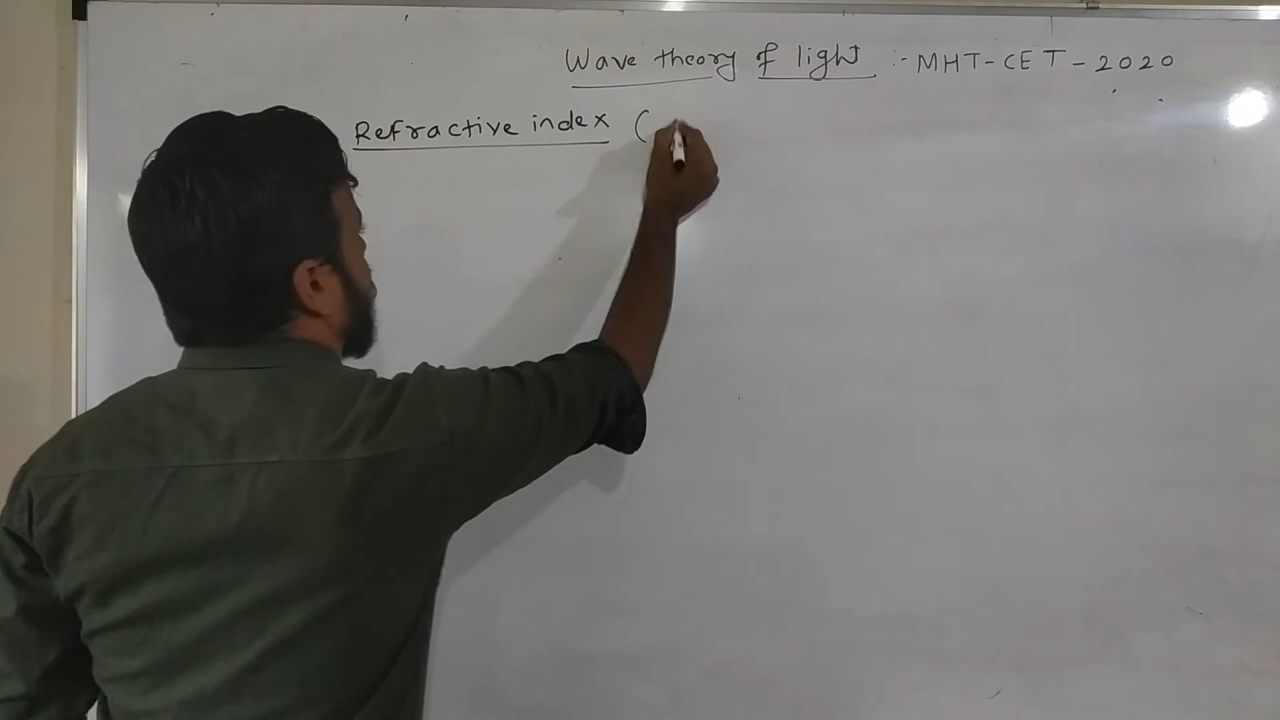 Wave theory of light :- MHT-CET-2020
Refractive index (